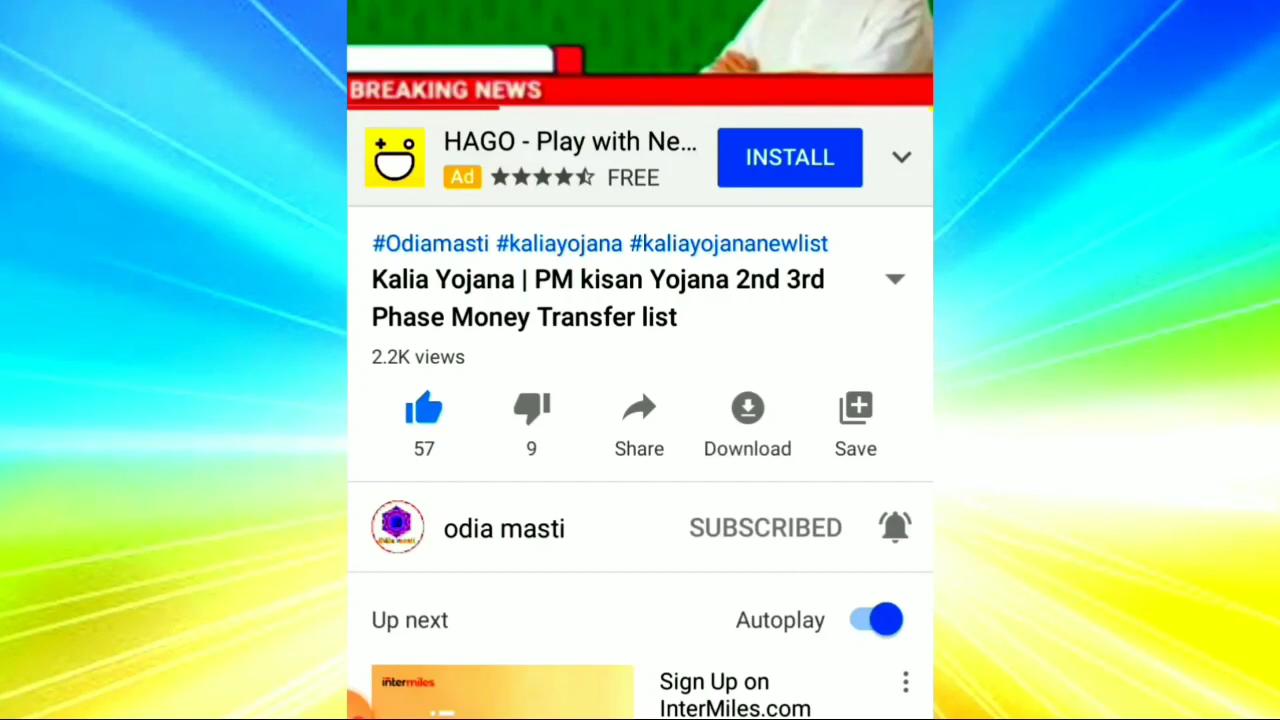 BREAKING NEWS
HAGO - Play with Ne...
INSTALL
Ad
FREE
#Odiamasti #kaliayojana #kaliayojananewlist
Kalia Yojana | PM kisan Yojana 2nd 3rd
Phase Money Transfer list
2.2K views
57
9
Share
Download
Save
odia masti
SUBSCRIBED
Up next
Autoplay
intermiles
Sign Up on
InterMiles.com